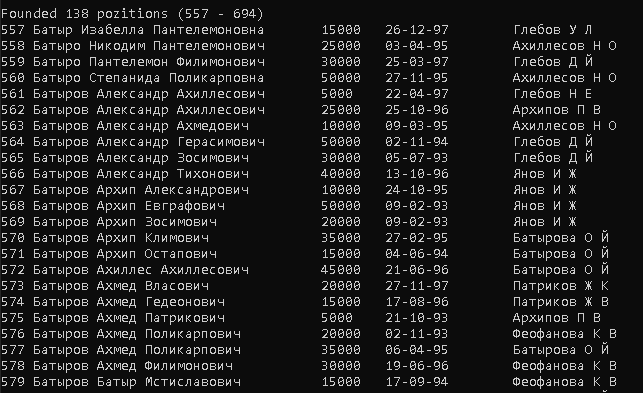 Founded 138 pozitions (557 - 694)
557 Батыр Изабелла Пантелемоновна 15000 26-12-97 Глебов У Л
558 Батыро Никодим Пантелемонович 25000 03-04-95 Ахиллесов Н О
559 Батыро Пантелемон Филимонович 30000 25-03-97 Глебов Д Й
560 Батыро Степанида Поликарповна 50000 27-11-95 Ахиллесов Н О
561 Батыров Александр Ахиллесович 5000 22-04-97 Глебов Н Е
562 Батыров Александр Ахиллесович 25000 25-10-96 Архипов П В
563 Батыров Александр Ахмедович 10000 09-03-95 Ахиллесов Н О
564 Батыров Александр Герасимович 50000 02-11-94 Глебов Д Й
565 Батыров Александр Зосимович 30000 05-07-93 Глебов Д Й
566 Батыров Александр Тихонович 40000 13-10-96 Янов И Ж
567 Батыров Архип Александрович 10000 24-10-95 Янов И Ж
568 Батыров Архип Евграфович 50000 09-02-93 Янов И Ж
569 Батыров Архип Зосимович 20000 09-02-93 Янов И Ж
570 Батыров Архип Климович 35000 27-02-95 Батырова О Й
571 Батыров Архип Остапович 15000 04-06-94 Батырова О Й
572 Батыров Ахиллес Ахиллесович 45000 21-06-96 Батырова О Й
573 Батыров Ахмед Власович 20000 27-11-97 Патриков Ж К
574 Батыров Ахмед Гедеонович 15000 17-08-96 Патриков Ж В
575 Батыров Ахмед Патрикович 5000 21-10-93 Архипов П В
576 Батыров Ахмед Поликарпович 20000 02-11-93 Феофанова К В
577 Батыров Ахмед Поликарпович 35000 06-04-95 Батырова О Й
578 Батыров Ахмед Филимонович 30000 19-06-96 Феофанова К В
579 Батыров Батыр Мстиславович 15000 17-09-94 Феофанова К В